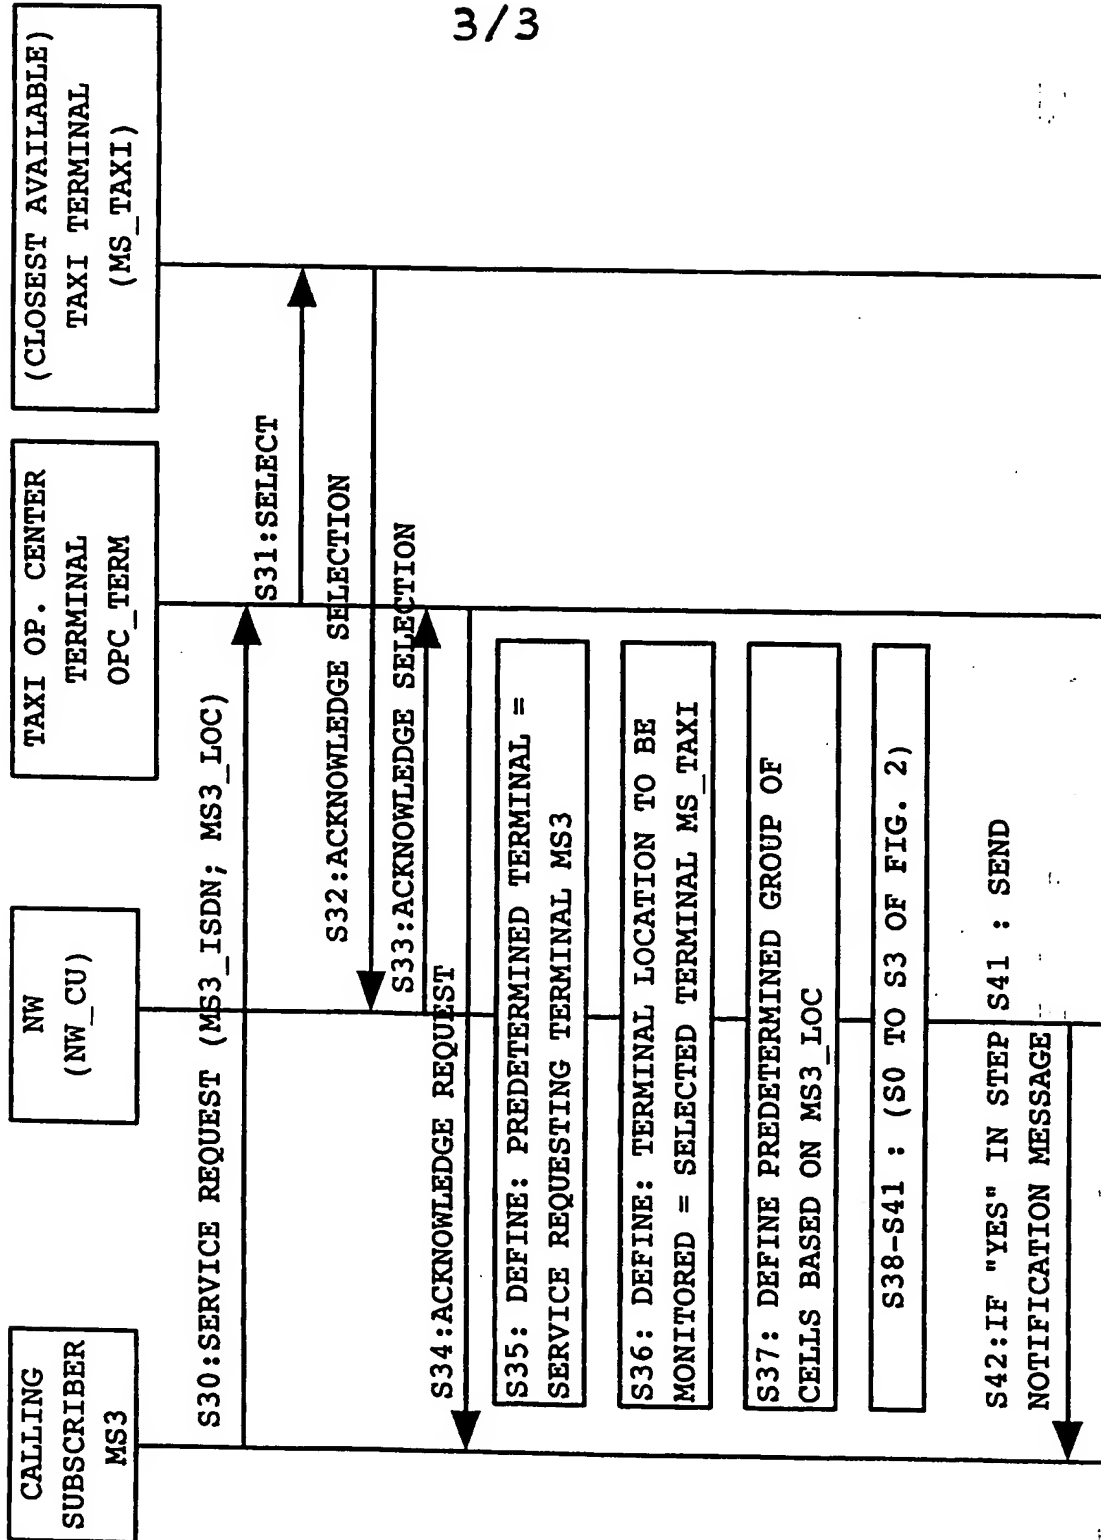 3/3
CALLING
SUBSCRIBER
MS3
NW
(NW_CU)
TAXI OP. CENTER
TERMINAL
OPC_TERM
(CLOSEST AVAILABLE)
TAXI TERMINAL
(MS_TAXI)
S30:SERVICE REQUEST (MS3_ISDN; MS3_LOC)
S31:SELECT
S32:ACKNOWLEDGE SELECTION
S33:ACKNOWLEDGE SELECTION
S34:ACKNOWLEDGE REQUEST
S35: DEFINE: PREDETERMINED TERMINAL =
SERVICE REQUESTING TERMINAL MS3
S36: DEFINE: TERMINAL LOCATION TO BE
MONITORED = SELECTED TERMINAL MS_TAXI
S37: DEFINE PREDETERMINED GROUP OF
CELLS BASED ON MS3_LOC
S38-S41 : (S0 TO S3 OF FIG. 2)
S42:IF "YES" IN STEP S41 : SEND
NOTIFICATION MESSAGE